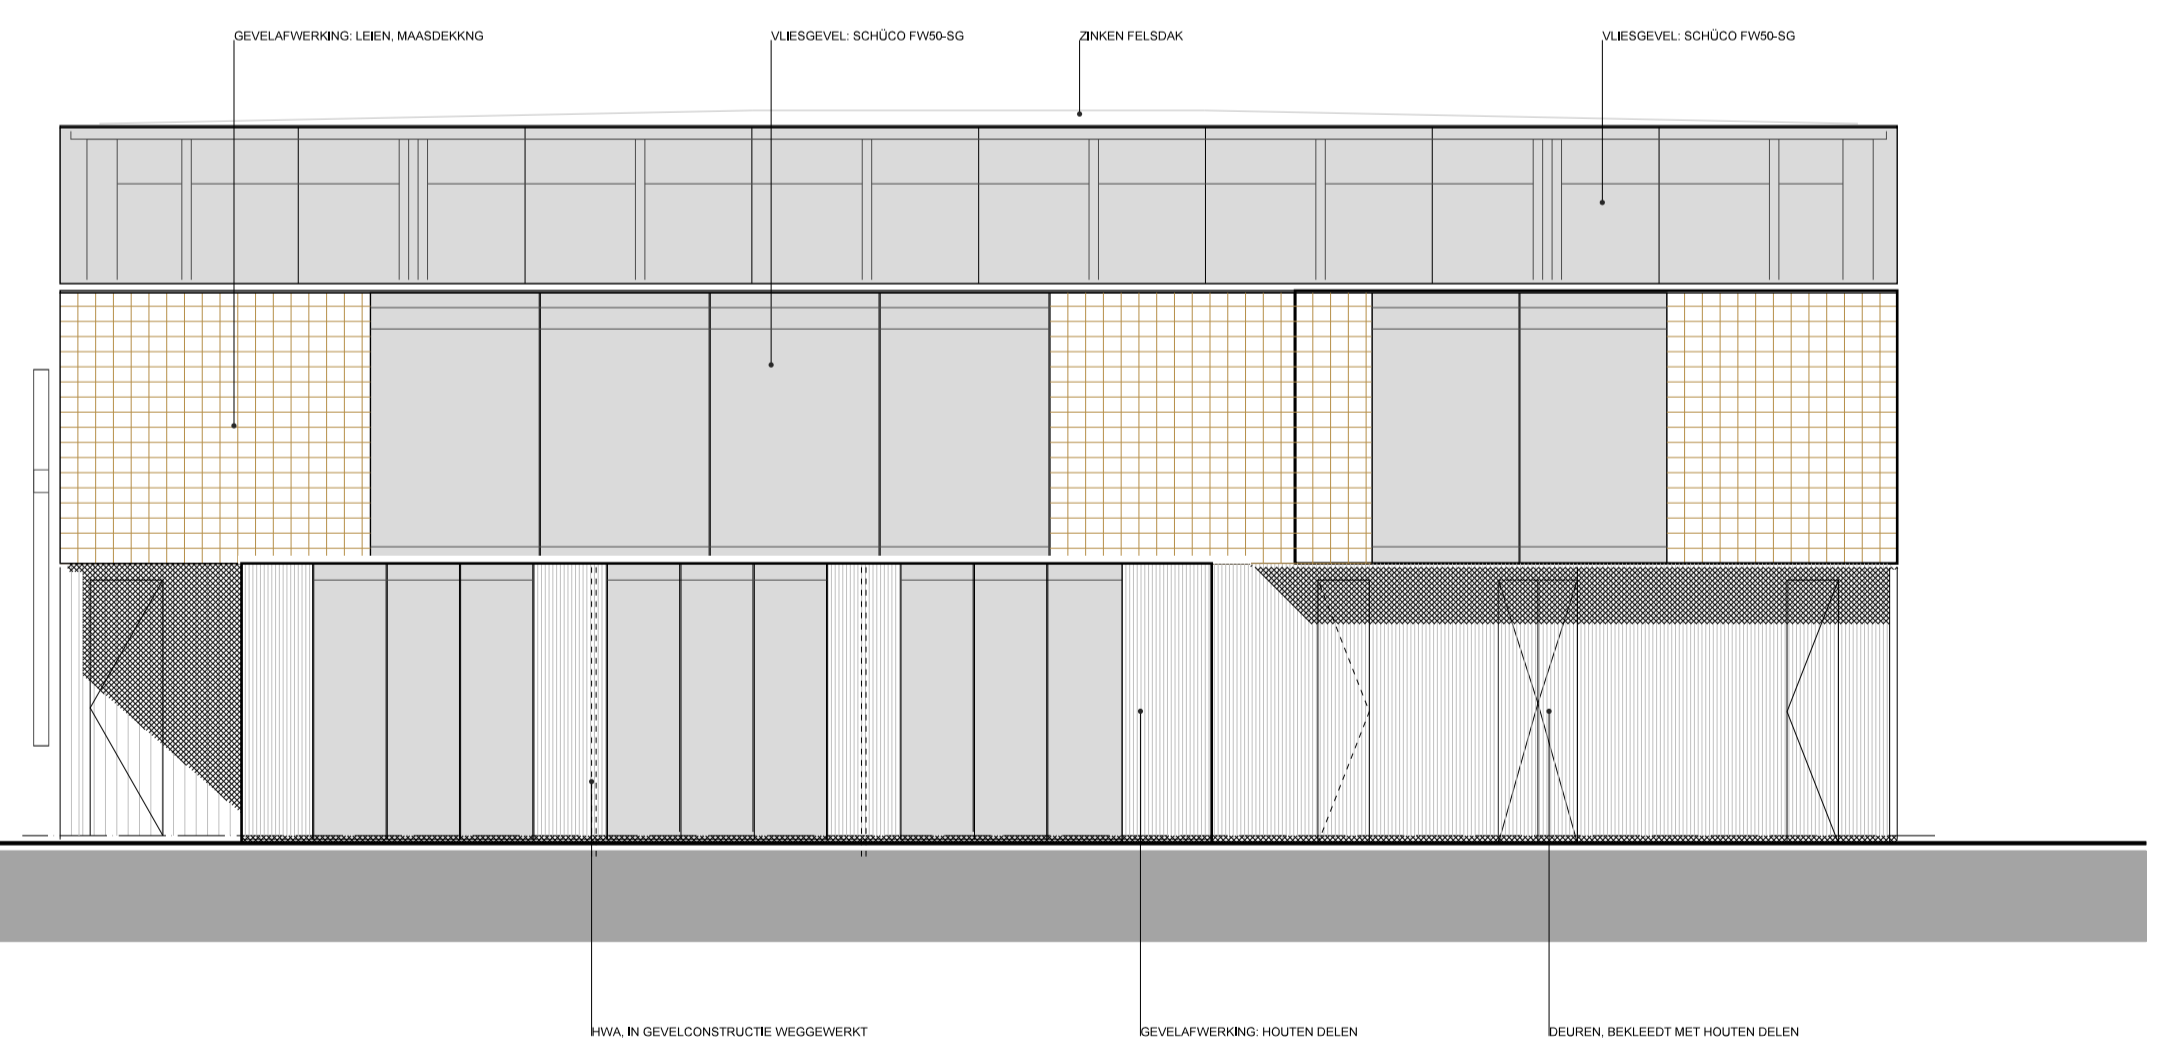 GEVELAFWERKING: LEIEN, MAASDEKKNG
VLIESGEVEL: SCHÜCO FW50-SG
ZINKEN FELSDAK
VLIESGEVEL: SCHÜCO FW50-SG
HWA, IN GEVELCONSTRUCTIE WEGGEWERKT
GEVELAFWERKING: HOUTEN DELEN
DEUREN, BEKLEEDT MET HOUTEN DELEN